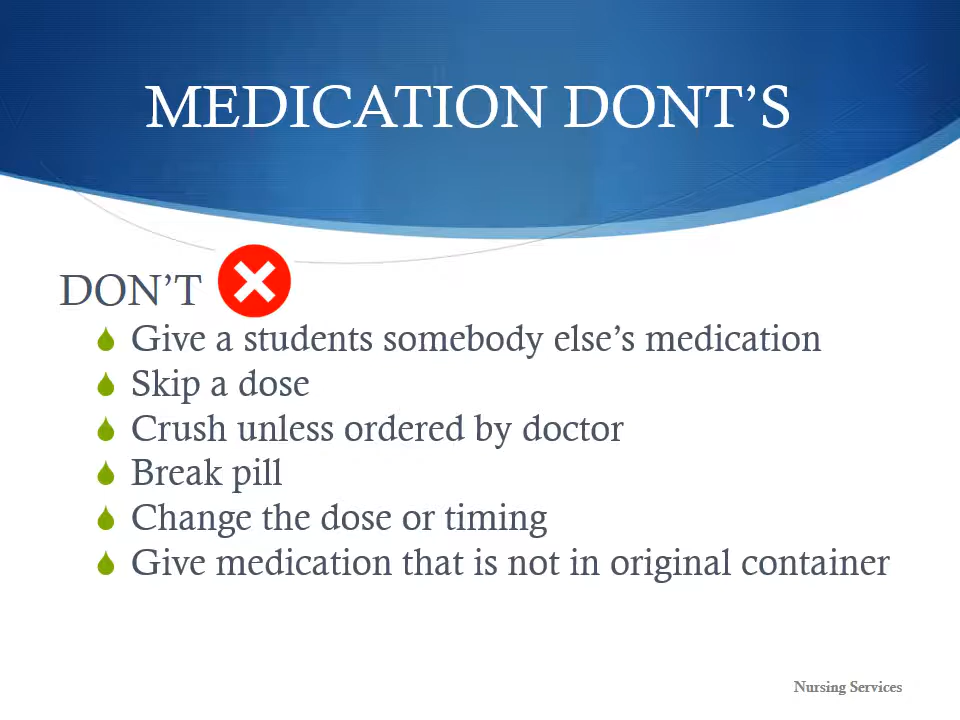 MEDICATION DONT’S
DON’T
Give a students somebody else’s medication
Skip a dose
Crush unless ordered by doctor
Break pill
Change the dose or timing
Give medication that is not in original container
Nursing Services